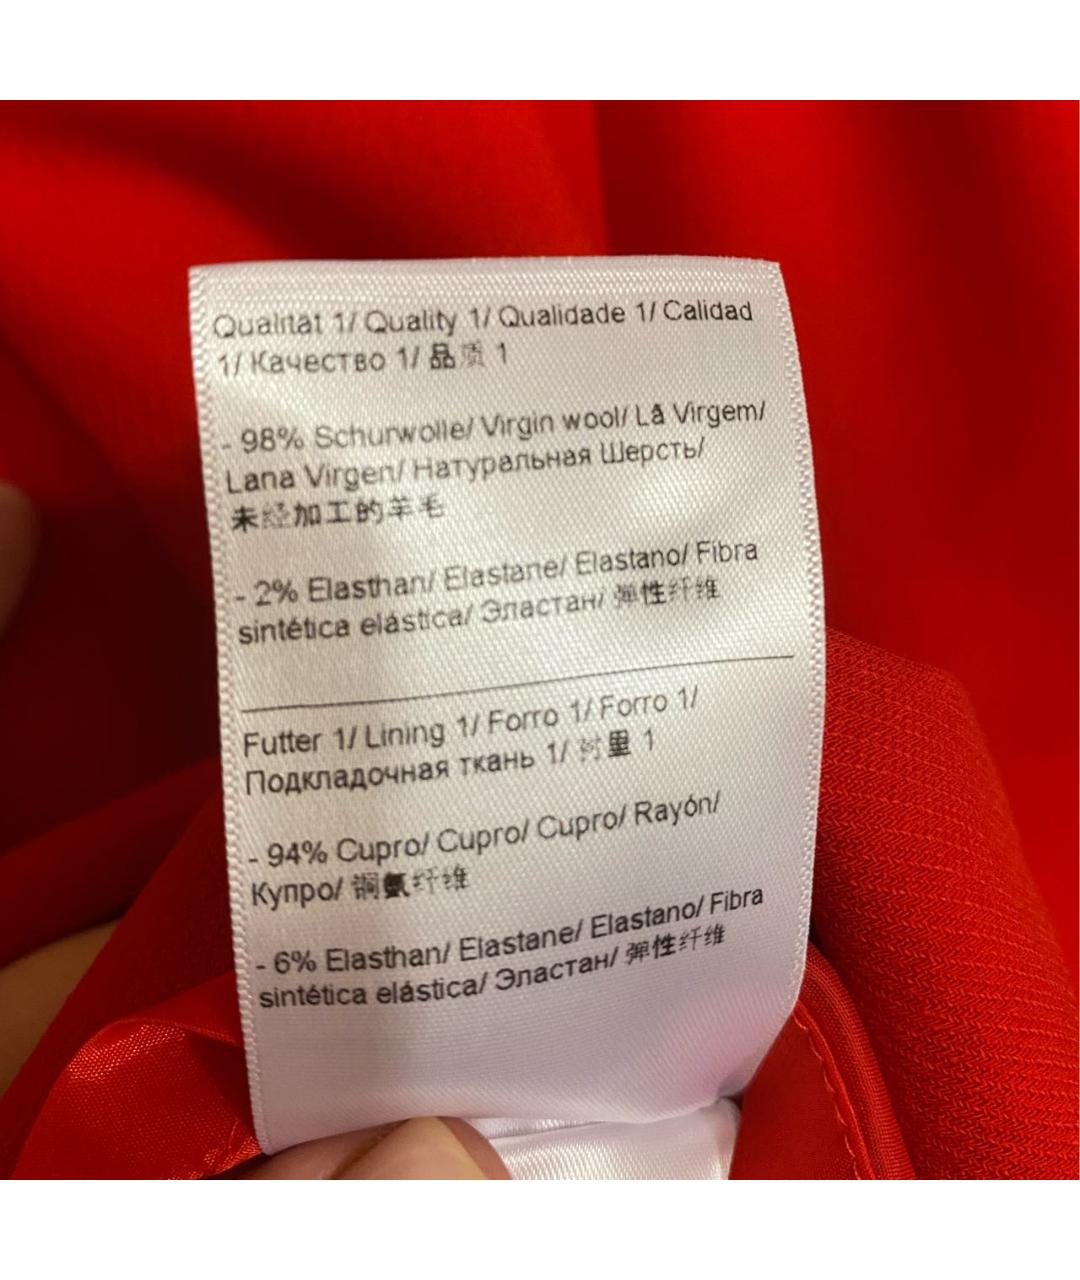 Qualität 1/ Quality 1/ Qualidade 1/ Calidad
1/ Качество 1/ 品质 1
- 98% Schurwolle/ Virgin wool/ Lã Virgem/
Lana Virgen/ Натуральная Шерсть/
未经加工的羊毛
- 2% Elasthan/ Elastane/ Elastano/ Fibra
sintética elástica/ Эластан/ 弹性纤维
Futter 1/ Lining 1/ Forro 1/ Forro 1/
Подкладочная ткань 1/ 衬里 1
- 94% Cupro/ Cupro/ Cupro/ Rayón/
Купро/ 铜氨纤维
- 6% Elasthan/ Elastane/ Elastano/ Fibra
sintética elástica/ Эластан/ 弹性纤维